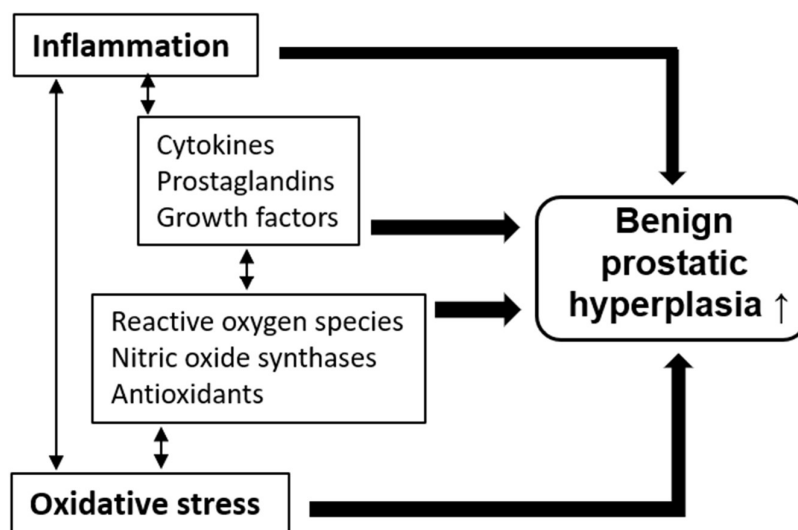 Inflammation
Cytokines
Prostaglandins
Growth factors
Reactive oxygen species
Nitric oxide synthases
Antioxidants
Oxidative stress
Benign
prostatic
hyperplasia ↑